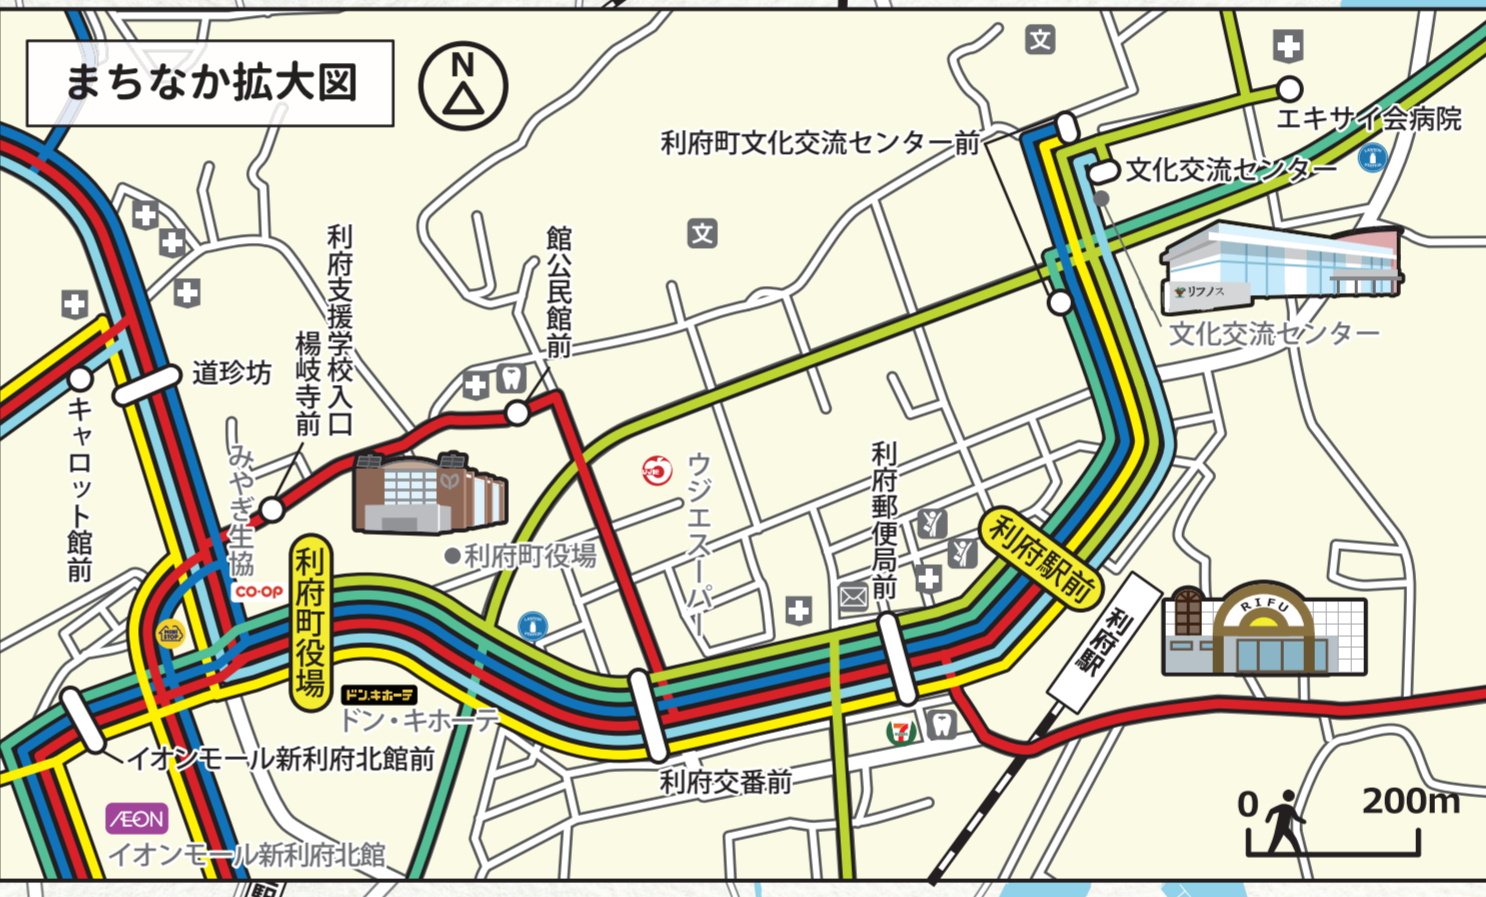 まちなか拡大図
N
利府町文化交流センター前
エキサイ会病院
文化交流センター
リフノス
文化交流センター
利府支援学校入口
楊岐寺前
館公民館前
道珍坊
キャロット館前
みやぎ生協
CO・OP
利府町役場
利府町役場
ウジエスーパー
利府郵便局前
利府駅前
利府駅
RIFU
ドン.キホーテ
ドン・キホーテ
イオンモール新利府北館前
利府交番前
ÆON
イオンモール新利府北館
0
200m
文
文